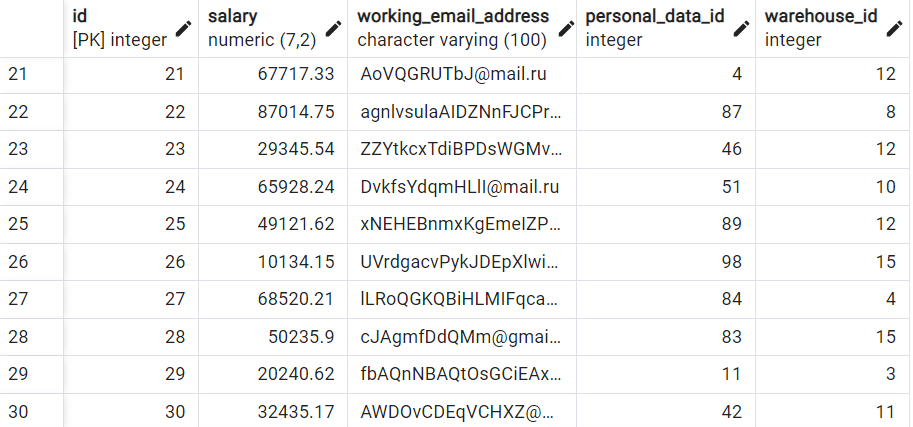 id salary working_email_address personal_data_id warehouse_id
[PK] integer numeric (7,2) character varying (100) integer integer
21 21 67717.33 AoVQGRUTbJ@mail.ru 4 12
22 22 87014.75 agnlvsulaAIDZNnFJCPr... 87 8
23 23 29345.54 ZZYtkcxTdiBPDsWGMv... 46 12
24 24 65928.24 DvkfsYdqmHLlI@mail.ru 51 10
25 25 49121.62 xNEHEBnmxKgEmeIZP... 89 12
26 26 10134.15 UVrdgacvPykJDEpXlwi... 98 15
27 27 68520.21 lLRoQGKQBiHLMIFqca... 84 4
28 28 50235.9 cJAgmfDdQMm@gmai... 83 15
29 29 20240.62 fbAQnNBAQtOsGCiEAx... 11 3
30 30 32435.17 AWDOvCDEqVCHXZ@... 42 11